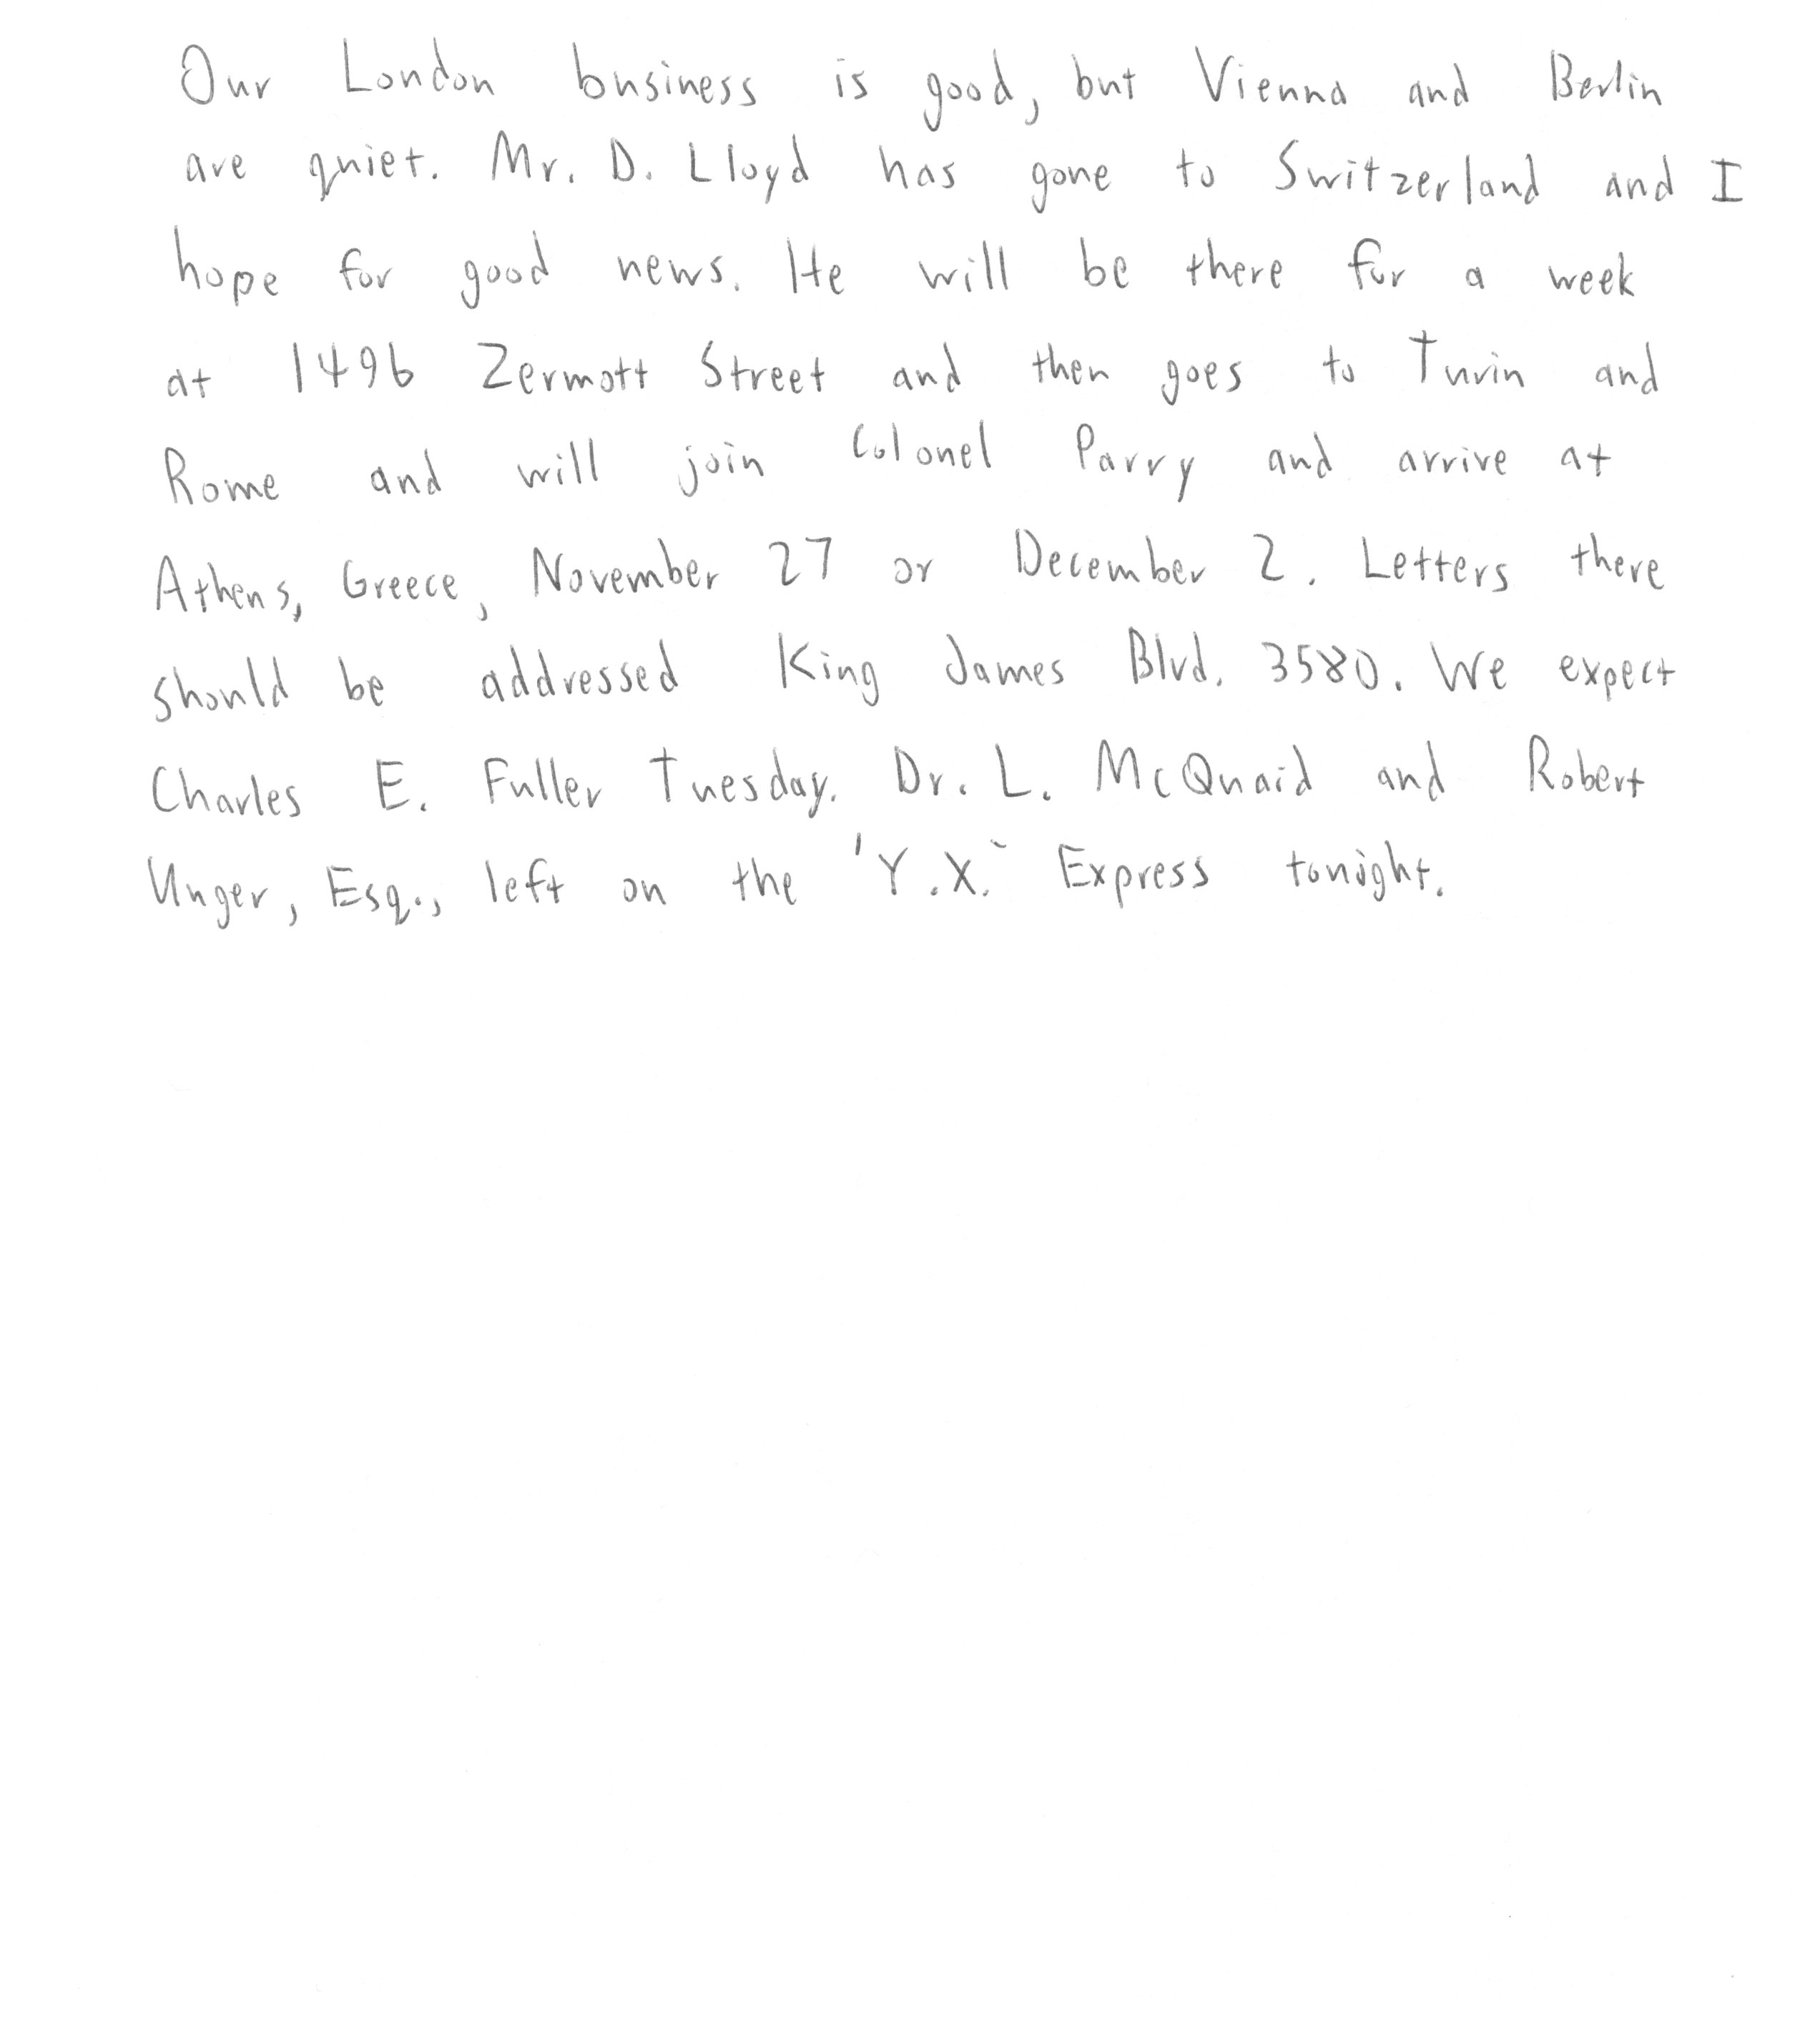 Our London business is good, but Vienna and Berlin
are quiet. Mr. D. Lloyd has gone to Switzerland and I
hope for good news. He will be there for a week
at 1496 Zermott Street and then goes to Turin and
Rome and will join Colonel Parry and arrive at
Athens, Greece, November 27 or December 2. Letters there
should be addressed King James Blvd. 3580. We expect
Charles E. Fuller Tuesday. Dr. L. McQuaid and Robert
Unger, Esq., left on the 'Y.X.` Express tonight.